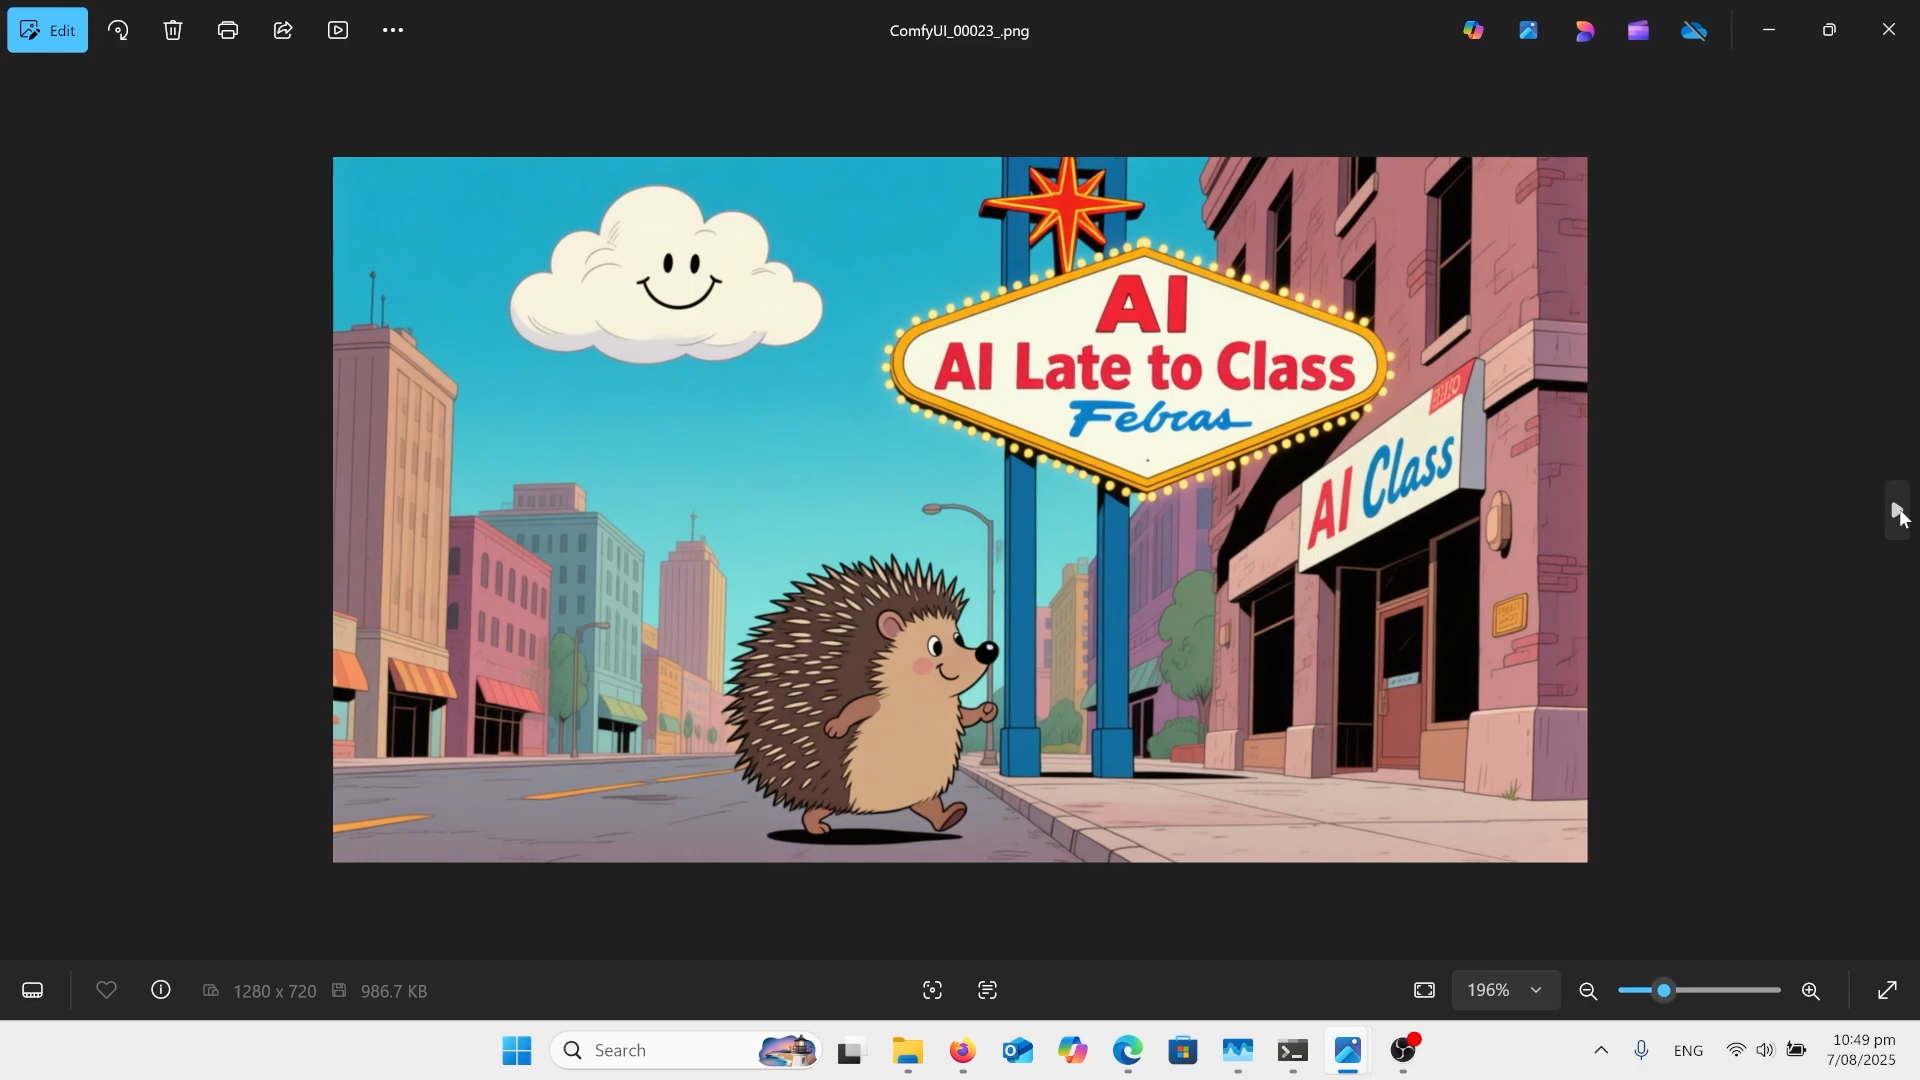 Edit
ComfyUI_00023_.png
AI
AI Late to Class
Febras
AI Class
1280 x 720
986.7 KB
196%
Search
ENG
10:49 pm
7/08/2025